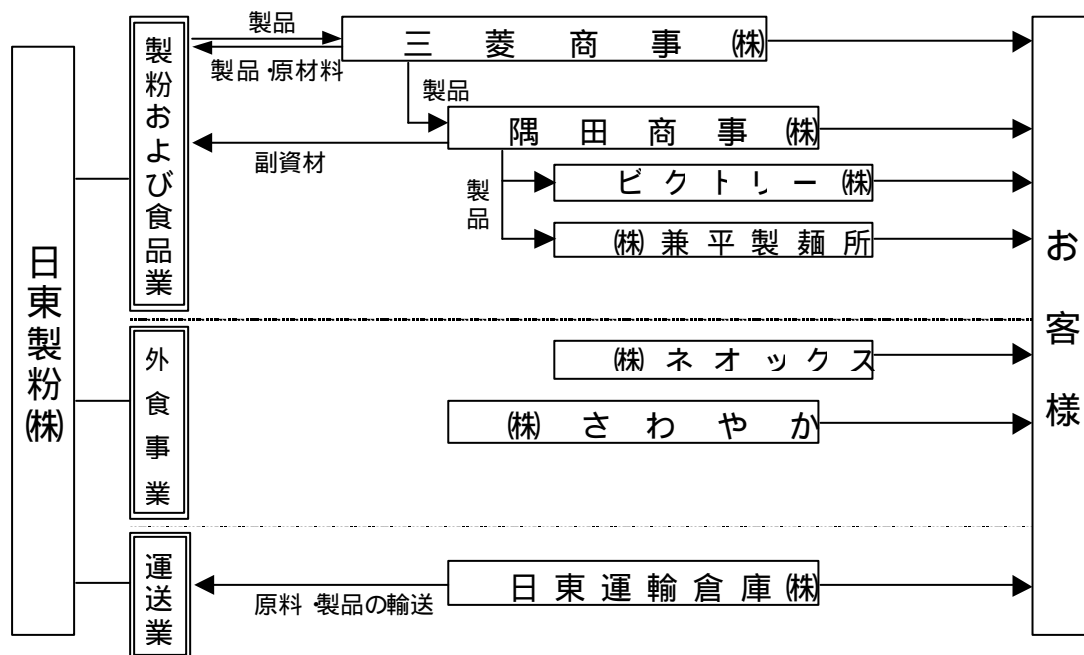 日東製粉㈱
製粉および食品業
製品
三菱商事㈱
製品・原材料
製品
隅田商事㈱
副資材
製品
ビクトリー㈱
㈱兼平製麺所
お客様
外食事業
㈱ネオックス
㈱さわやか
運送業
日東運輸倉庫㈱
原料・製品の輸送